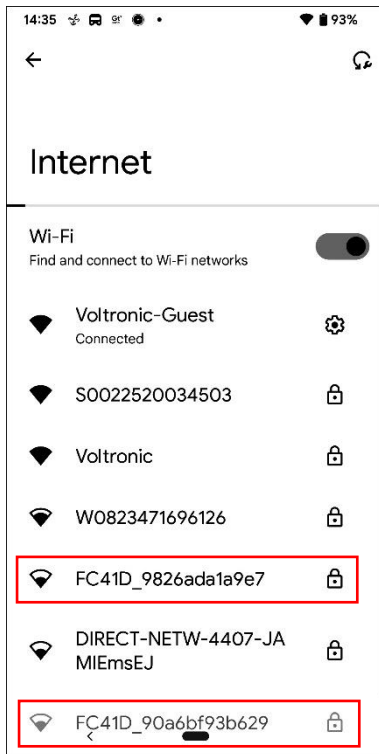 14:35 93%
Internet
Wi-Fi
Find and connect to Wi-Fi networks
Voltronic-Guest
Connected
S0022520034503
Voltronic
W0823471696126
FC41D_9826ada1a9e7
DIRECT-NETW-4407-JA
MIEmsEJ
FC41D_90a6bf93b629